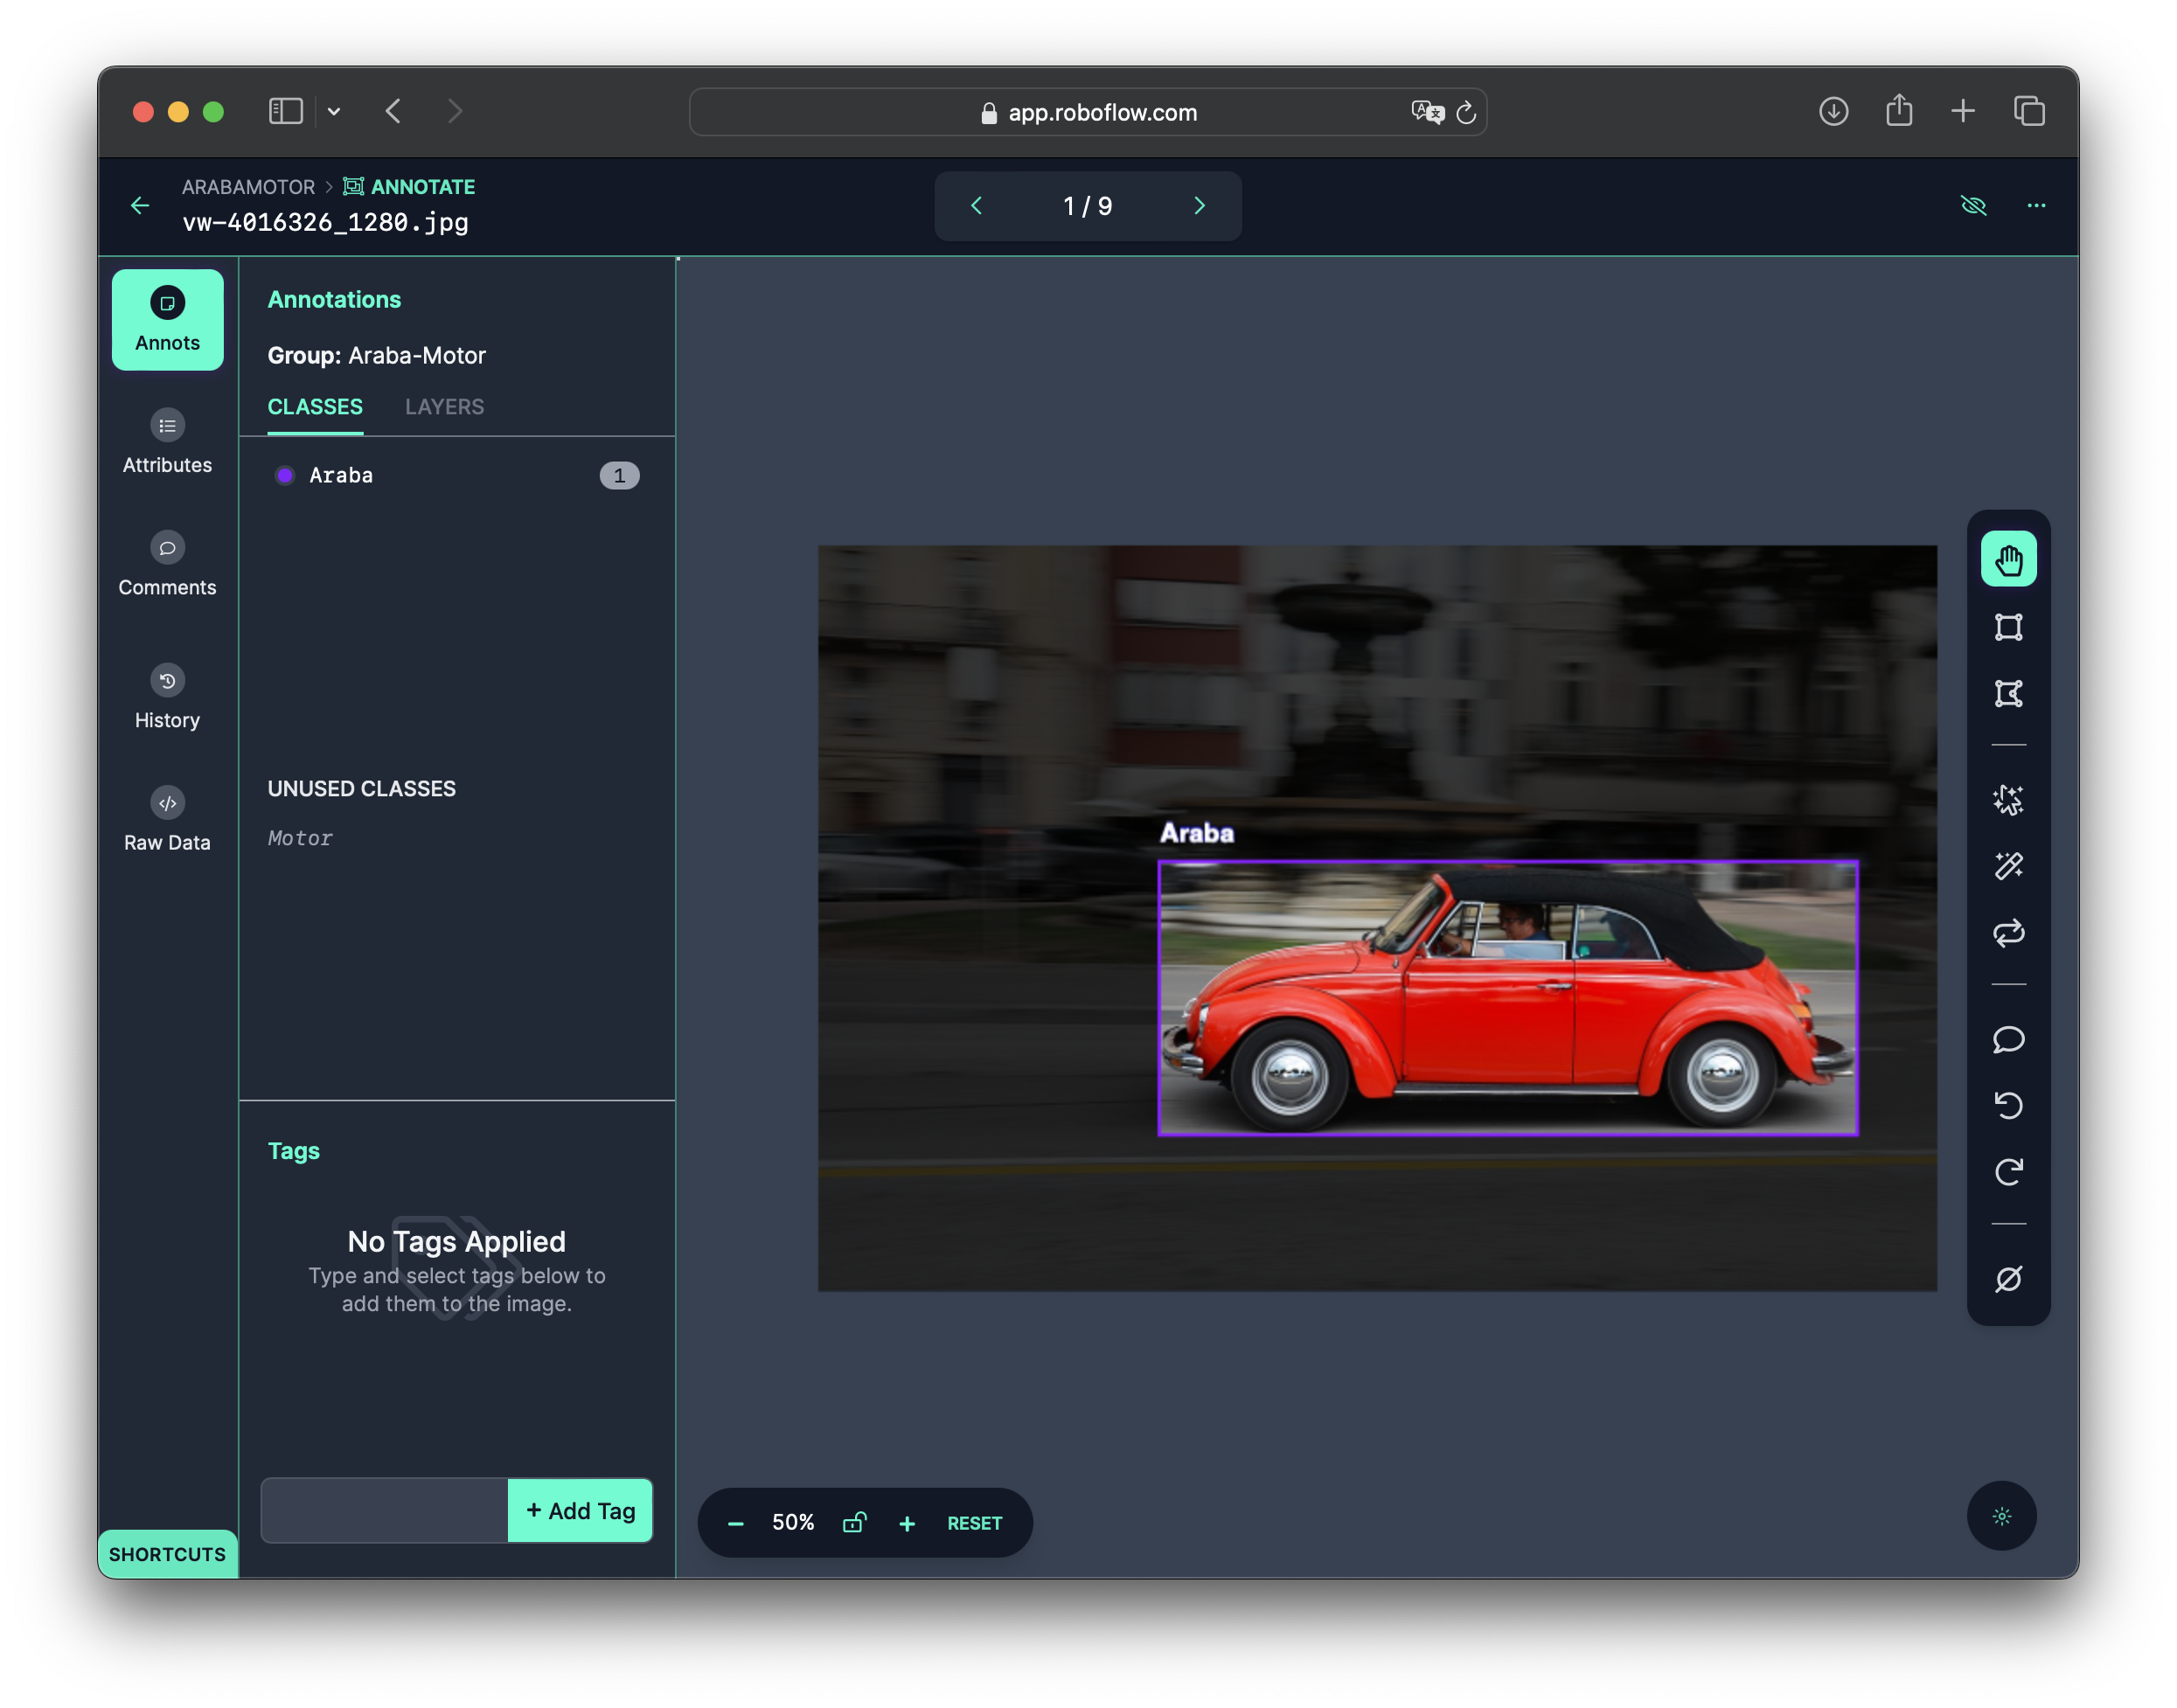 app.roboflow.com
ARABAMOTOR > ANNOTATE
vw-4016326_1280.jpg
1 / 9
Annots
Attributes
Comments
History
Raw Data
SHORTCUTS
Annotations
Group: Araba-Motor
CLASSES LAYERS
Araba 1
UNUSED CLASSES
Motor
Tags
No Tags Applied
Type and select tags below to
add them to the image.
+ Add Tag
Araba
50% RESET